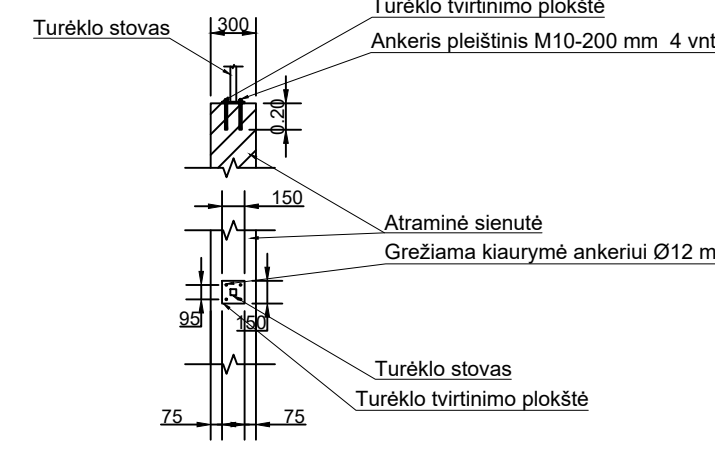 Turėklo tvirtinimo plokštė
Turėklo stovas
300
Ankeris pleištinis M10-200 mm 4 vnt
0.20
150
Atraminė sienutė
Grežiama kiaurymė ankeriui Ø12 m
95
150
Turėklo stovas
Turėklo tvirtinimo plokštė
75
75